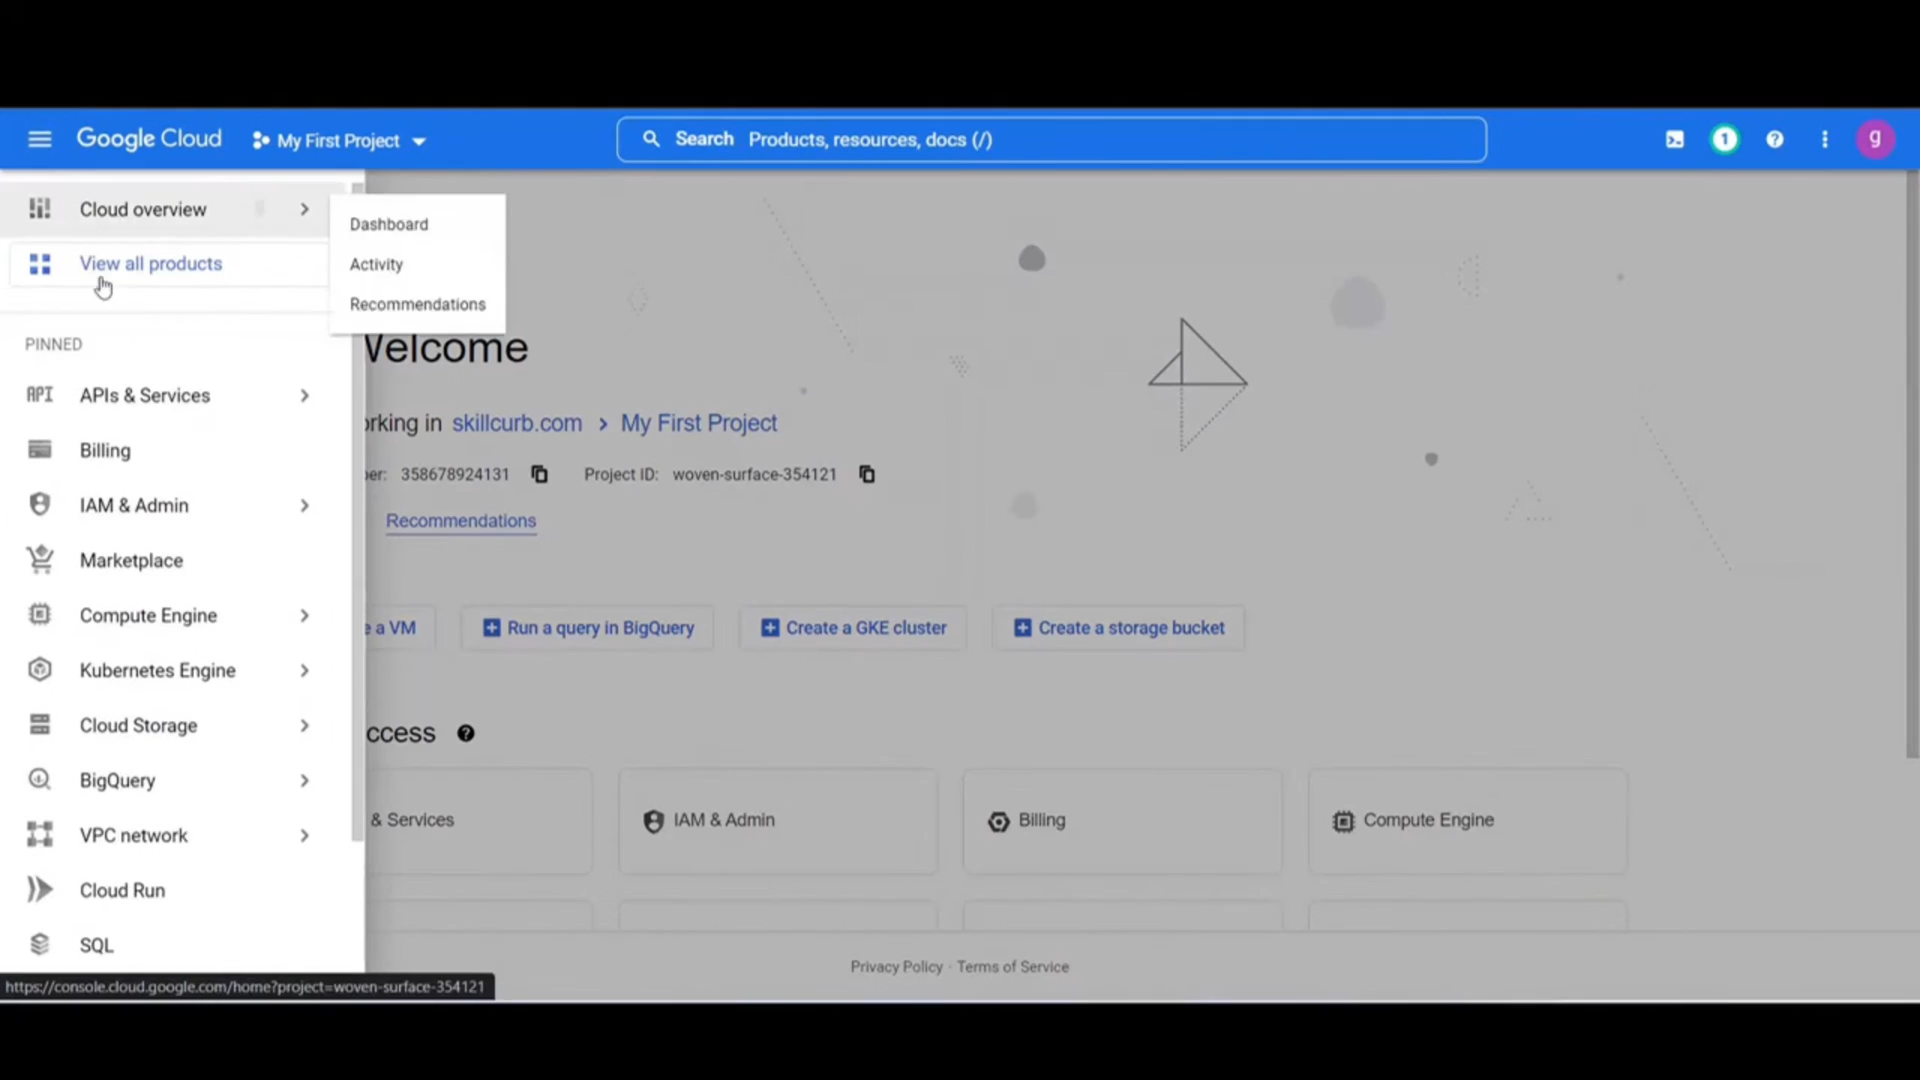 Google Cloud
My First Project
Search Products, resources, docs (/)
1
g
Cloud overview
View all products
Dashboard
Activity
Recommendations
PINNED
API APIs & Services
Billing
IAM & Admin
Marketplace
Compute Engine
Kubernetes Engine
Cloud Storage
BigQuery
VPC network
Cloud Run
SQL
Welcome
orking in skillcurb.com > My First Project
er: 358678924131 Project ID: woven-surface-354121
Recommendations
e a VM
Run a query in BigQuery
Create a GKE cluster
Create a storage bucket
ccess
& Services
IAM & Admin
Billing
Compute Engine
Privacy Policy · Terms of Service
https://console.cloud.google.com/home?project=woven-surface-354121